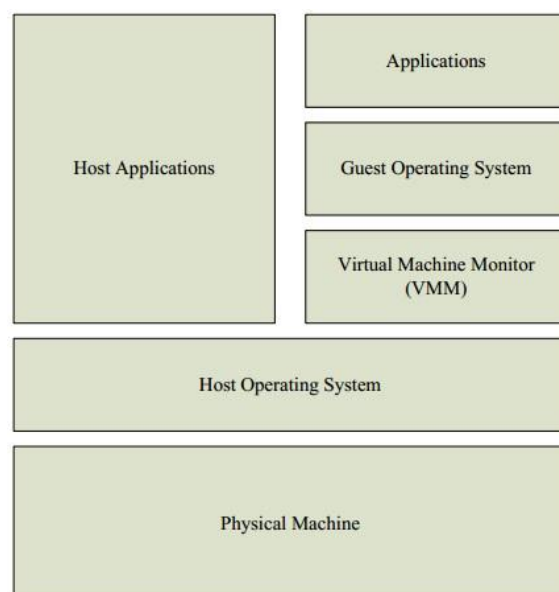 Host Applications
Applications
Guest Operating System
Virtual Machine Monitor
(VMM)
Host Operating System
Physical Machine